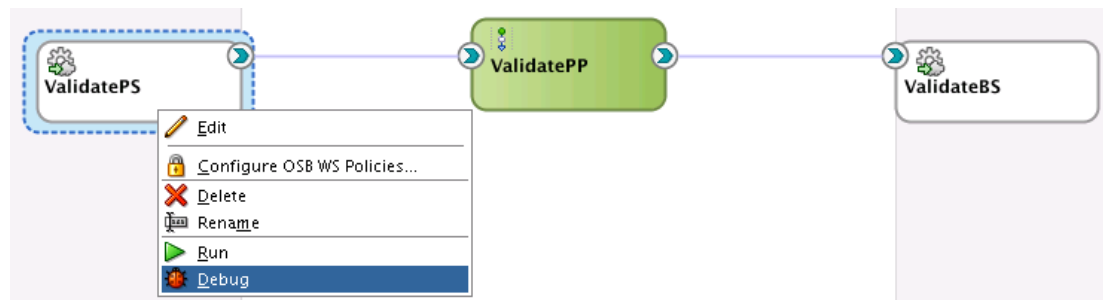 ValidatePS
ValidatePP
ValidateBS
Edit
Configure OSB WS Policies...
Delete
Rename
Run
Debug